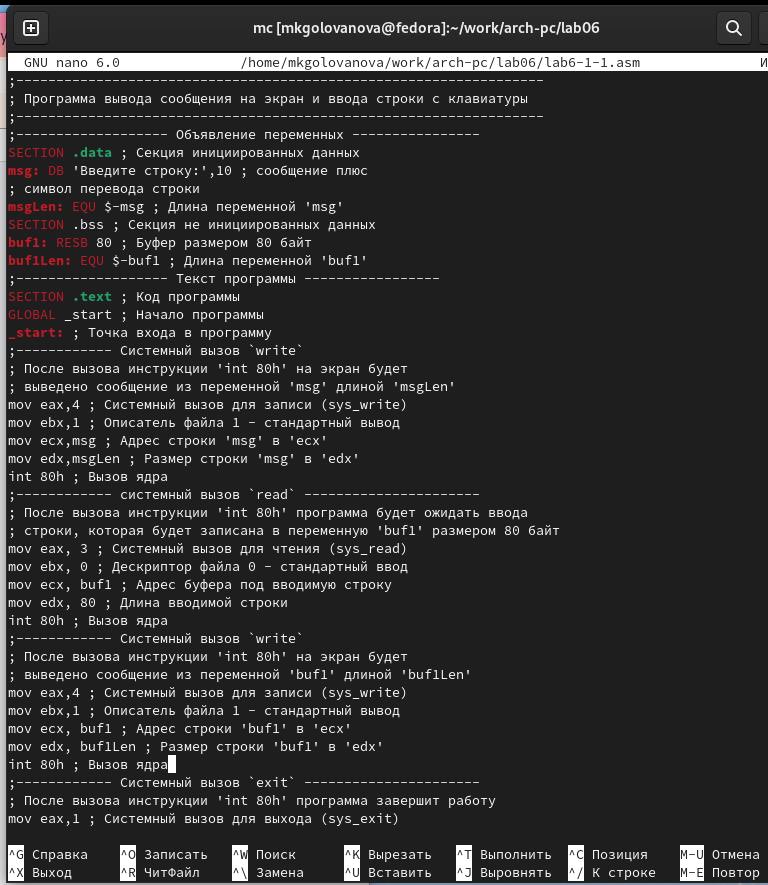 mc [mkgolovanova@fedora]:~/work/arch-pc/lab06
GNU nano 6.0 /home/mkgolovanova/work/arch-pc/lab06/lab6-1-1.asm И
;------------------------------------------------------------------
; Программа вывода сообщения на экран и ввода строки с клавиатуры
;------------------------------------------------------------------
;------------------- Объявление переменных ----------------
SECTION .data ; Секция инициированных данных
msg: DB 'Введите строку:',10 ; сообщение плюс
; символ перевода строки
msgLen: EQU $-msg ; Длина переменной 'msg'
SECTION .bss ; Секция не инициированных данных
buf1: RESB 80 ; Буфер размером 80 байт
buf1Len: EQU $-buf1 ; Длина переменной 'buf1'
;------------------- Текст программы -----------------
SECTION .text ; Код программы
GLOBAL _start ; Начало программы
_start: ; Точка входа в программу
;------------ Системный вызов `write`
; После вызова инструкции 'int 80h' на экран будет
; выведено сообщение из переменной 'msg' длиной 'msgLen'
mov eax,4 ; Системный вызов для записи (sys_write)
mov ebx,1 ; Описатель файла 1 - стандартный вывод
mov ecx,msg ; Адрес строки 'msg' в 'ecx'
mov edx,msgLen ; Размер строки 'msg' в 'edx'
int 80h ; Вызов ядра
;------------ системный вызов `read` ----------------------
; После вызова инструкции 'int 80h' программа будет ожидать ввода
; строки, которая будет записана в переменную 'buf1' размером 80 байт
mov eax, 3 ; Системный вызов для чтения (sys_read)
mov ebx, 0 ; Дескриптор файла 0 - стандартный ввод
mov ecx, buf1 ; Адрес буфера под вводимую строку
mov edx, 80 ; Длина вводимой строки
int 80h ; Вызов ядра
;------------ Системный вызов `write`
; После вызова инструкции 'int 80h' на экран будет
; выведено сообщение из переменной 'buf1' длиной 'buf1Len'
mov eax,4 ; Системный вызов для записи (sys_write)
mov ebx,1 ; Описатель файла 1 - стандартный вывод
mov ecx, buf1 ; Адрес строки 'buf1' в 'ecx'
mov edx, buf1Len ; Размер строки 'buf1' в 'edx'
int 80h ; Вызов ядра
;------------ Системный вызов `exit` ----------------------
; После вызова инструкции 'int 80h' программа завершит работу
mov eax,1 ; Системный вызов для выхода (sys_exit)
^G Справка ^O Записать ^W Поиск ^K Вырезать ^T Выполнить ^C Позиция M-U Отмена
^X Выход ^R ЧитФайл ^\ Замена ^U Вставить ^J Выровнять ^/ К строке M-E Повтор